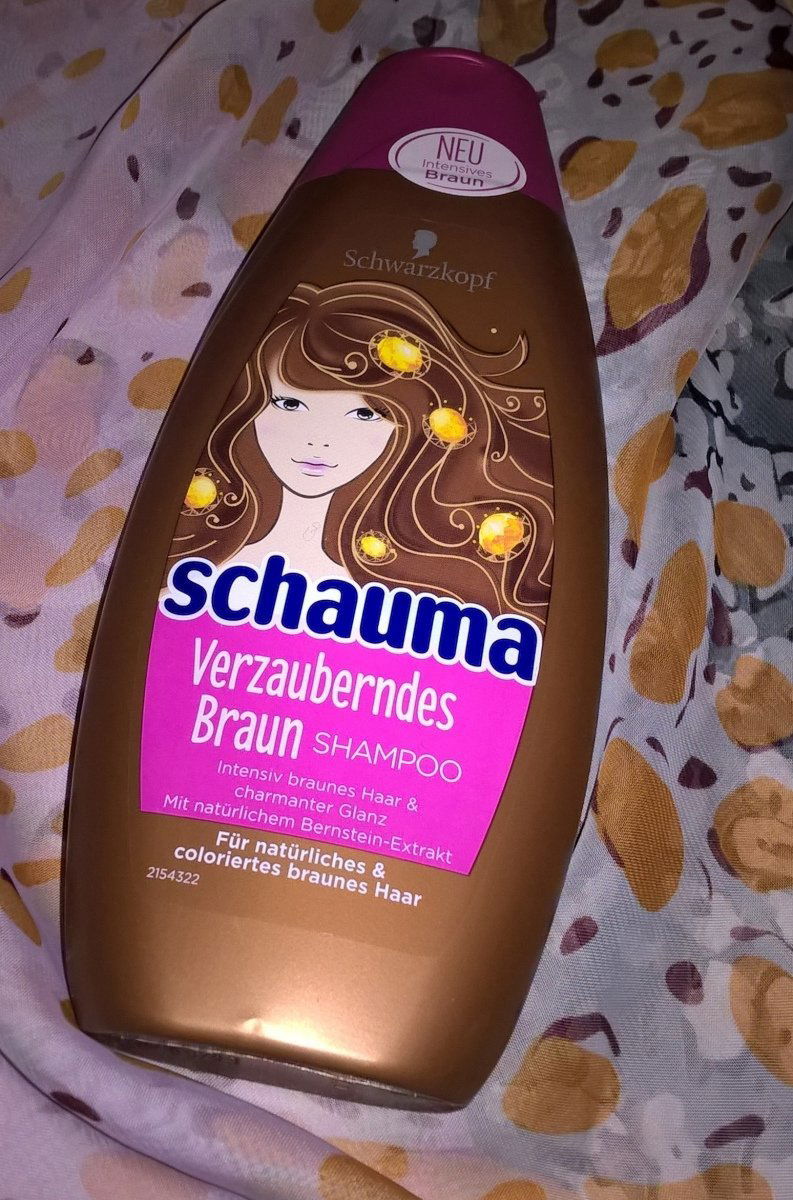 NEU
Intensives
Braun
Schwarzkopf
schauma
Verzauberndes
Braun SHAMPOO
Intensiv braunes Haar &
charmanter Glanz
Mit natürlichem Bernstein-Extrakt
Für natürliches &
coloriertes braunes Haar
2154322